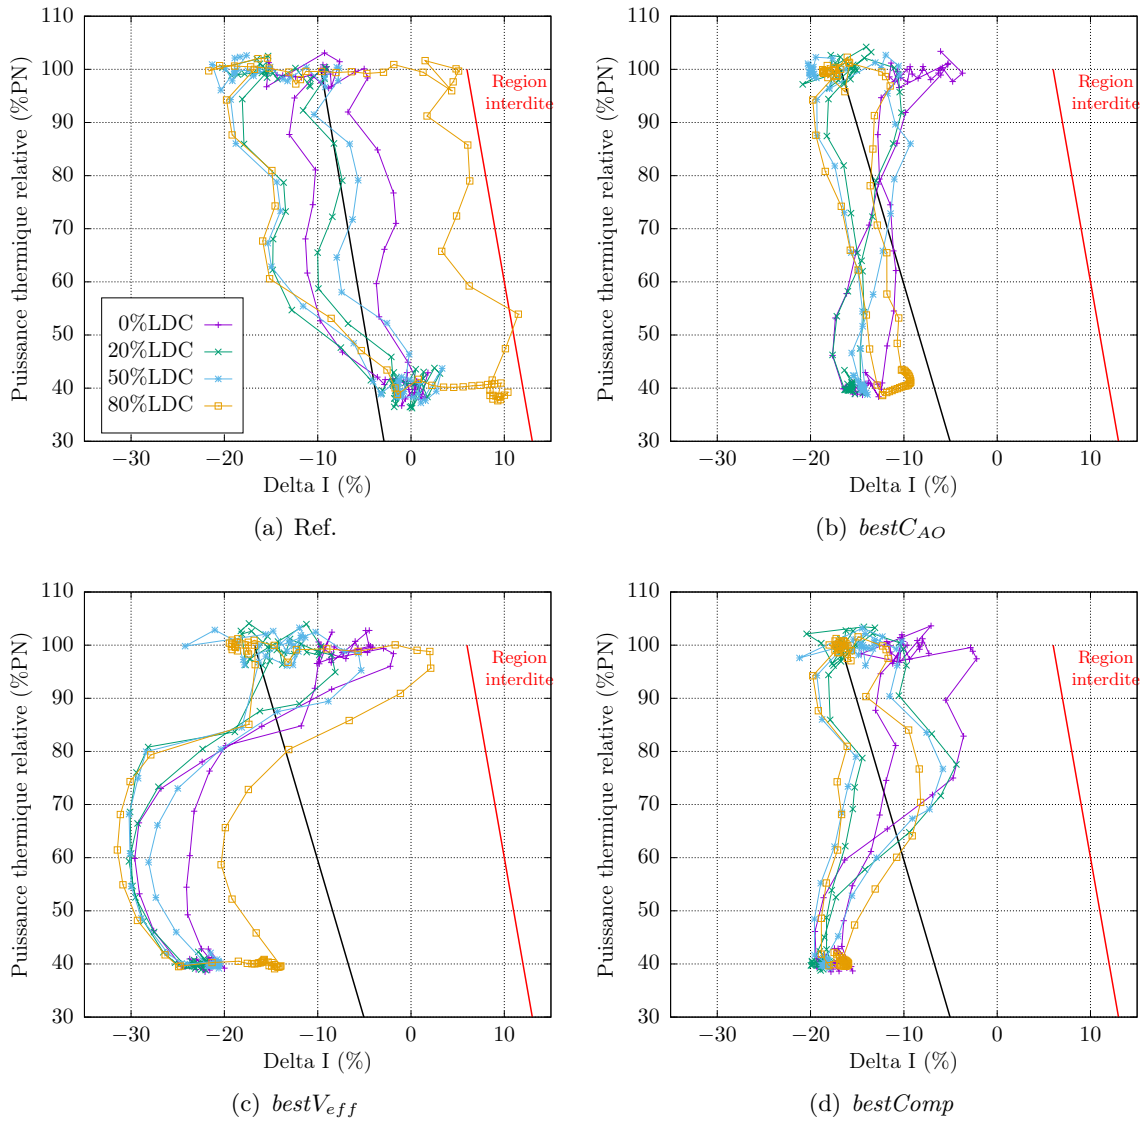 110
100
90
80
70
60
50
40
30
Puissance thermique relative (%PN)
Region
interdite
0%LDC
20%LDC
50%LDC
80%LDC
−30 −20 −10 0 10
Delta I (%)
(a) Ref.
110
100
90
80
70
60
50
40
30
Puissance thermique relative (%PN)
Region
interdite
−30 −20 −10 0 10
Delta I (%)
(b) bestC_AO
110
100
90
80
70
60
50
40
30
Puissance thermique relative (%PN)
Region
interdite
−30 −20 −10 0 10
Delta I (%)
(c) bestV_eff
110
100
90
80
70
60
50
40
30
Puissance thermique relative (%PN)
Region
interdite
−30 −20 −10 0 10
Delta I (%)
(d) bestComp